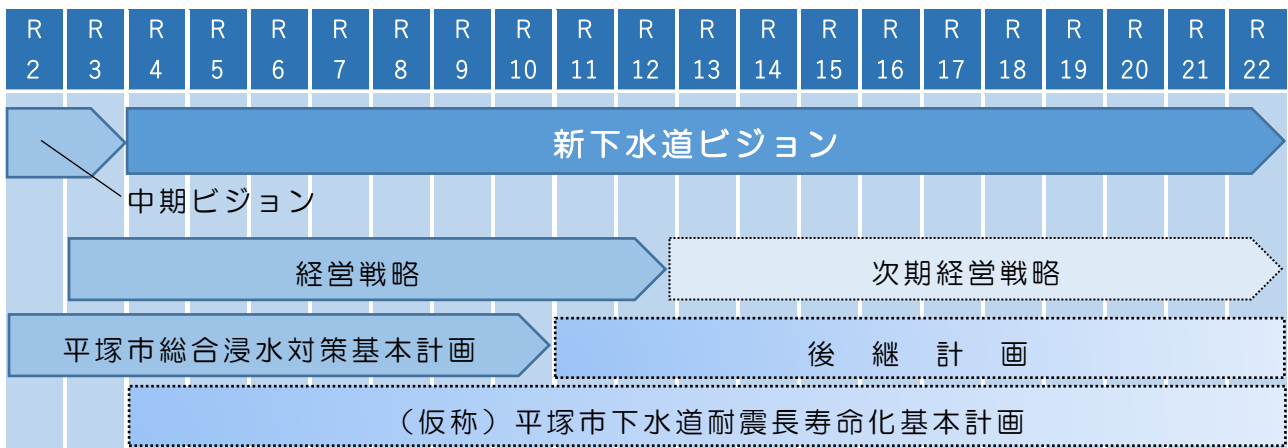 R R R R R R R R R R R R R R R R R R R R R
2 3 4 5 6 7 8 9 10 11 12 13 14 15 16 17 18 19 20 21 22
新下水道ビジョン
中期ビジョン
経営戦略 次期経営戦略
平塚市総合浸水対策基本計画 後 継 計 画
（仮称）平塚市下水道耐震長寿命化基本計画